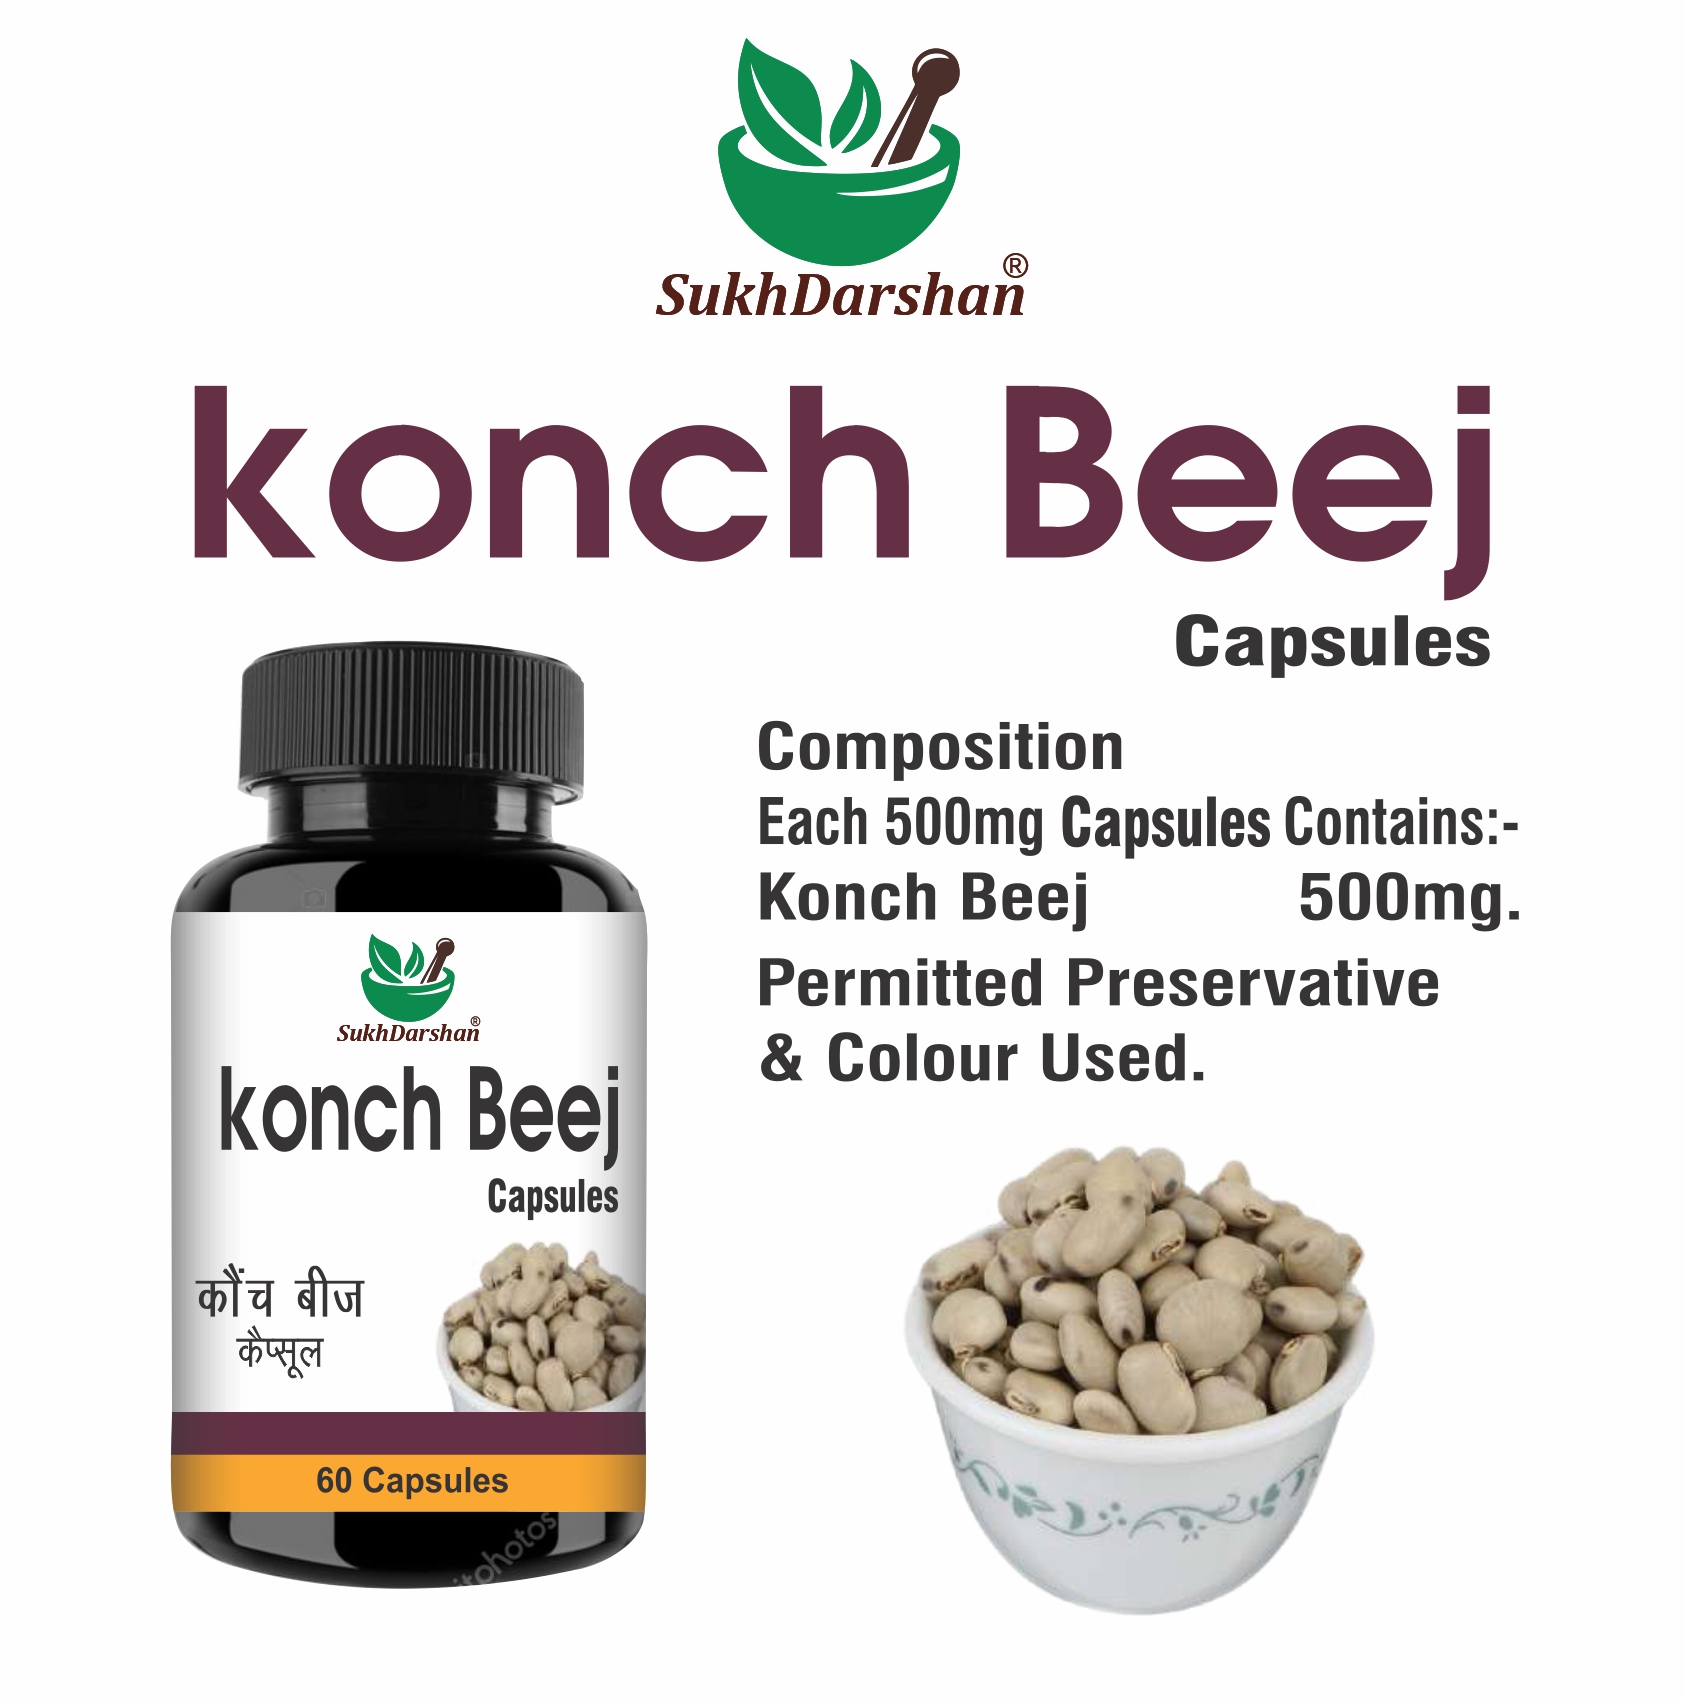 SukhDarshan®
konch Beej
Capsules
Composition
Each 500mg Capsules Contains:-
Konch Beej 500mg.
Permitted Preservative
& Colour Used.
SukhDarshan®
konch Beej
Capsules
कौंच बीज
कैप्सूल
60 Capsules
itphotos